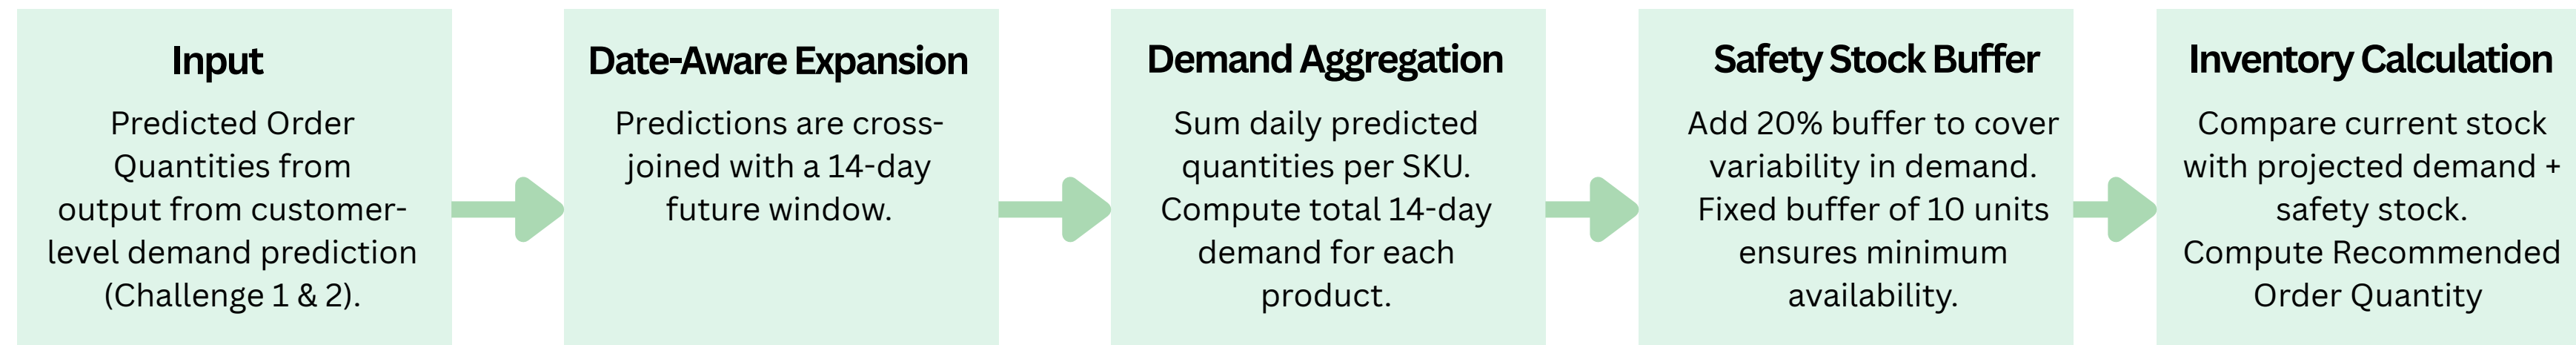 Input
Predicted Order
Quantities from
output from customer-
level demand prediction
(Challenge 1 & 2).
Date-Aware Expansion
Predictions are cross-
joined with a 14-day
future window.
Demand Aggregation
Sum daily predicted
quantities per SKU.
Compute total 14-day
demand for each
product.
Safety Stock Buffer
Add 20% buffer to cover
variability in demand.
Fixed buffer of 10 units
ensures minimum
availability.
Inventory Calculation
Compare current stock
with projected demand +
safety stock.
Compute Recommended
Order Quantity